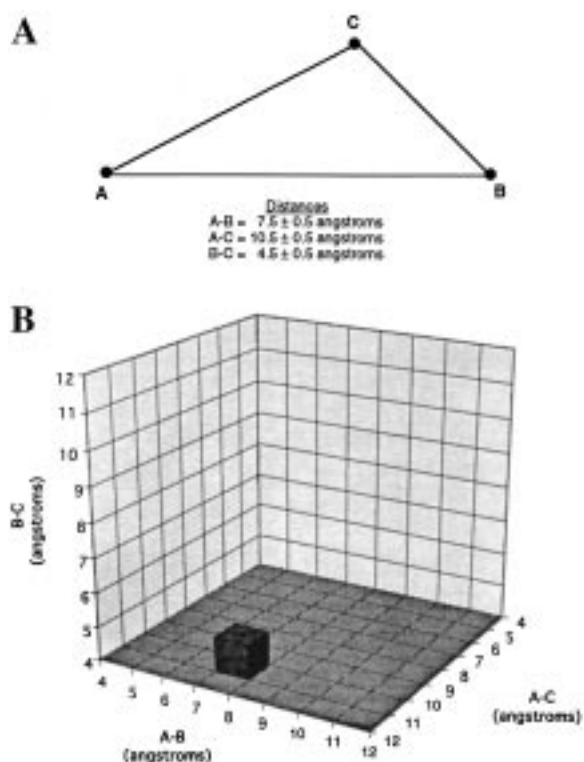 A
C
A
B
Distances
A-B = 7.5 ± 0.5 angstroms
A-C = 10.5 ± 0.5 angstroms
B-C = 4.5 ± 0.5 angstroms
B
12
11
10
9
8
7
6
5
4
B-C
(angstroms)
4
5
6
7
8
9
10
11
12
A-B
(angstroms)
12
11
10
9
8
7
6
5
4
A-C
(angstroms)